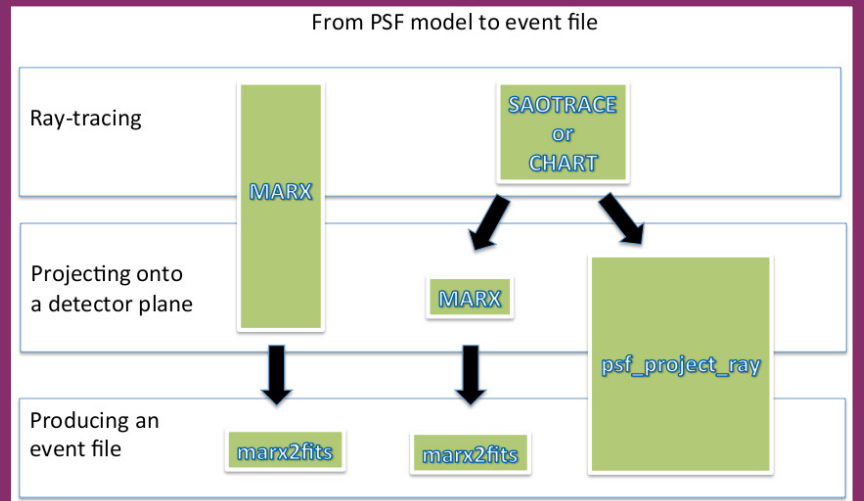 From PSF model to event file
Ray-tracing
MARX
SAOTRACE
or
CHART
Projecting onto
a detector plane
MARX
psf_project_ray
Producing an
event file
marx2fits
marx2fits